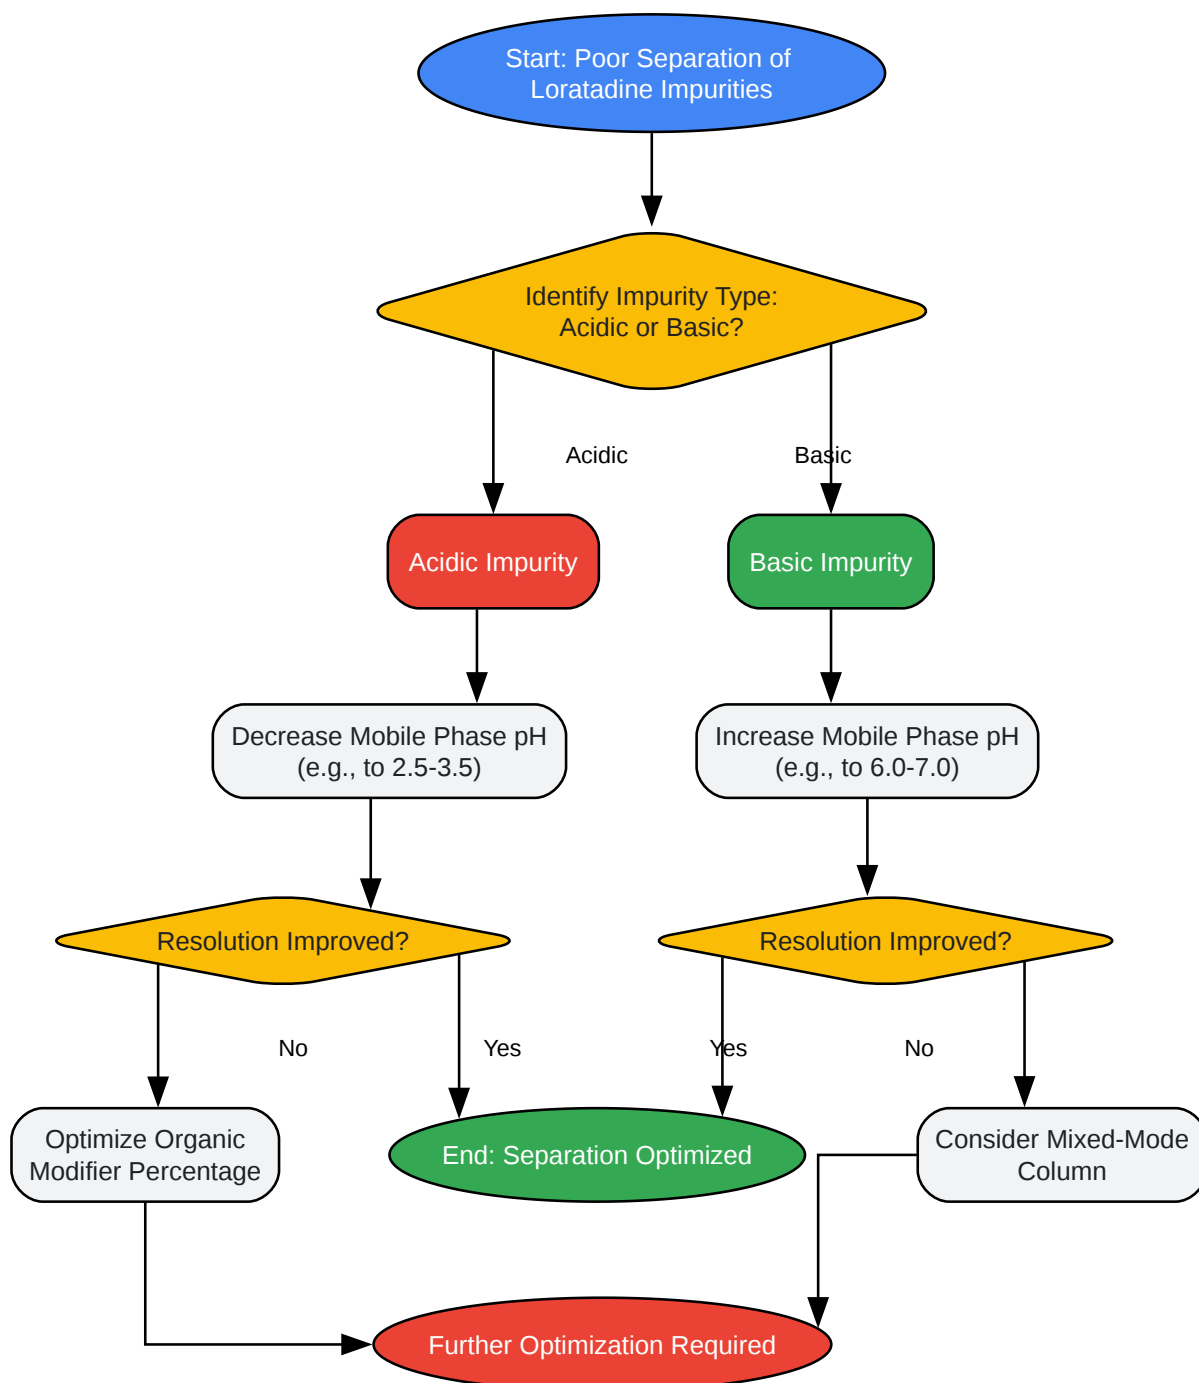 Start: Poor Separation of
Loratadine Impurities
Identify Impurity Type:
Acidic or Basic?
Acidic
Basic
Acidic Impurity
Basic Impurity
Decrease Mobile Phase pH
(e.g., to 2.5-3.5)
Increase Mobile Phase pH
(e.g., to 6.0-7.0)
Resolution Improved?
Resolution Improved?
No
Yes
Yes
No
Optimize Organic
Modifier Percentage
End: Separation Optimized
Consider Mixed-Mode
Column
Further Optimization Required